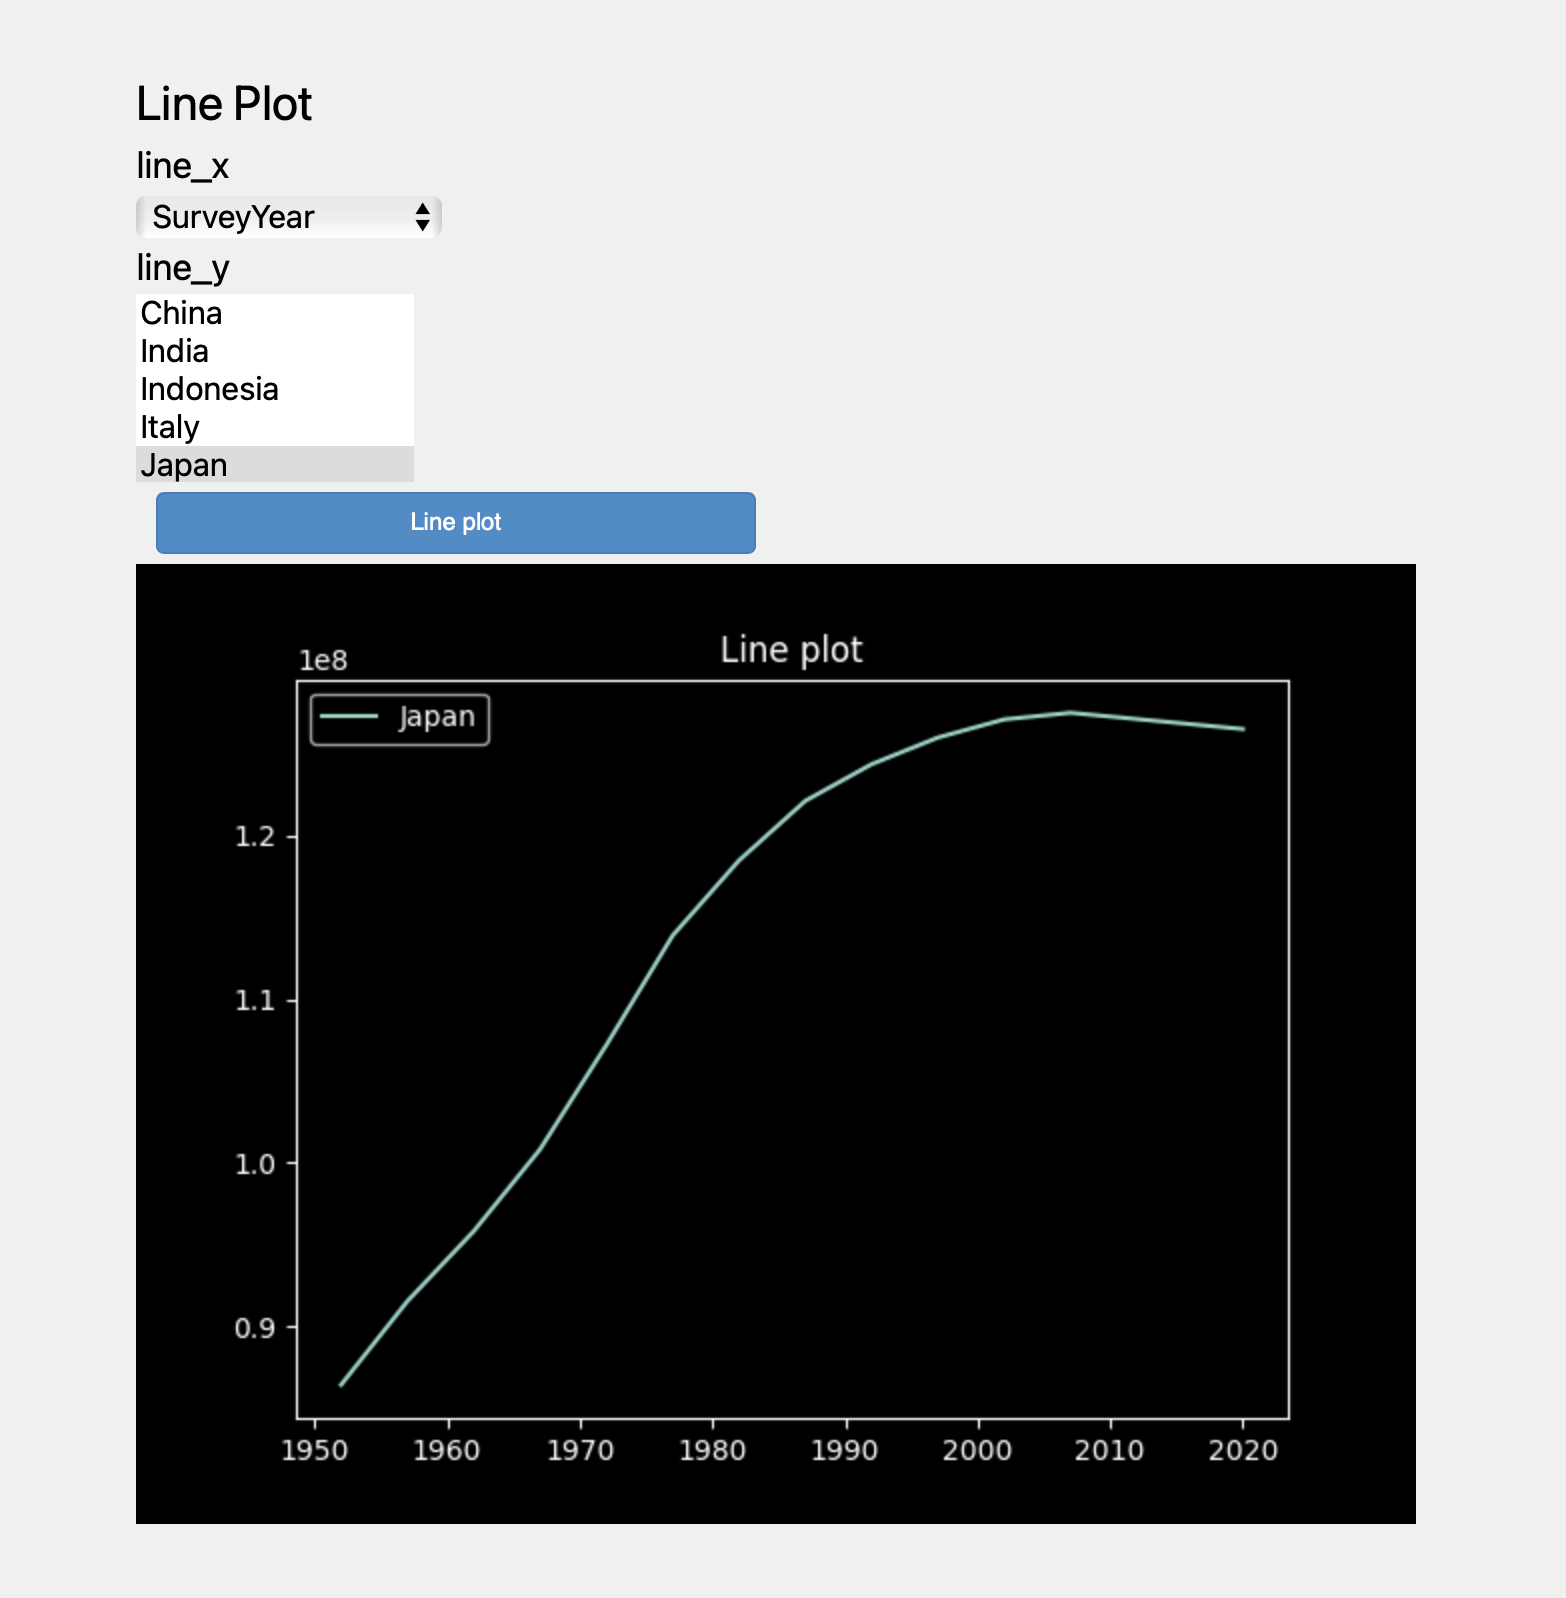 Line Plot
line_x
SurveyYear
line_y
China
India
Indonesia
Italy
Japan
Line plot
Line plot
1e8
Japan
1.2
1.1
1.0
0.9
1950 1960 1970 1980 1990 2000 2010 2020